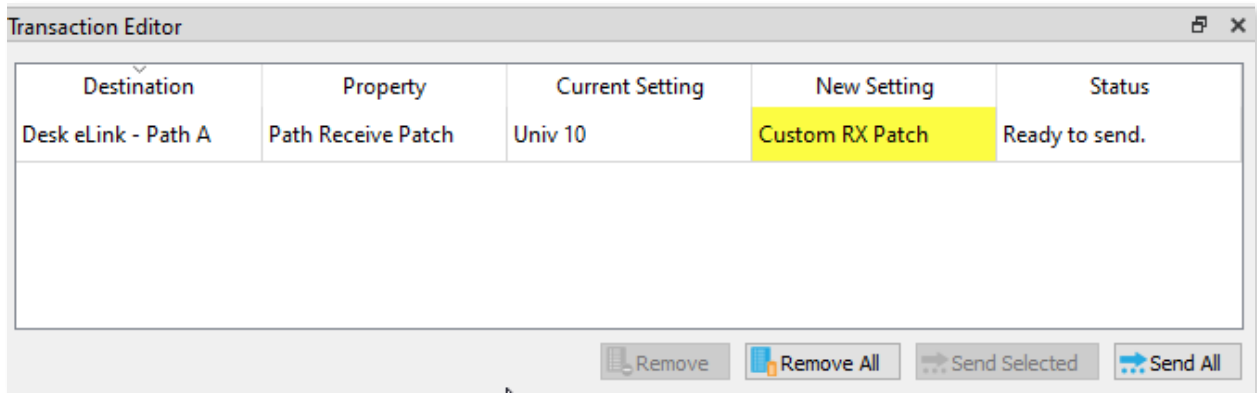 Transaction Editor
Destination Property Current Setting New Setting Status
Desk eLink - Path A Path Receive Patch Univ 10 Custom RX Patch Ready to send.
Remove Remove All Send Selected Send All